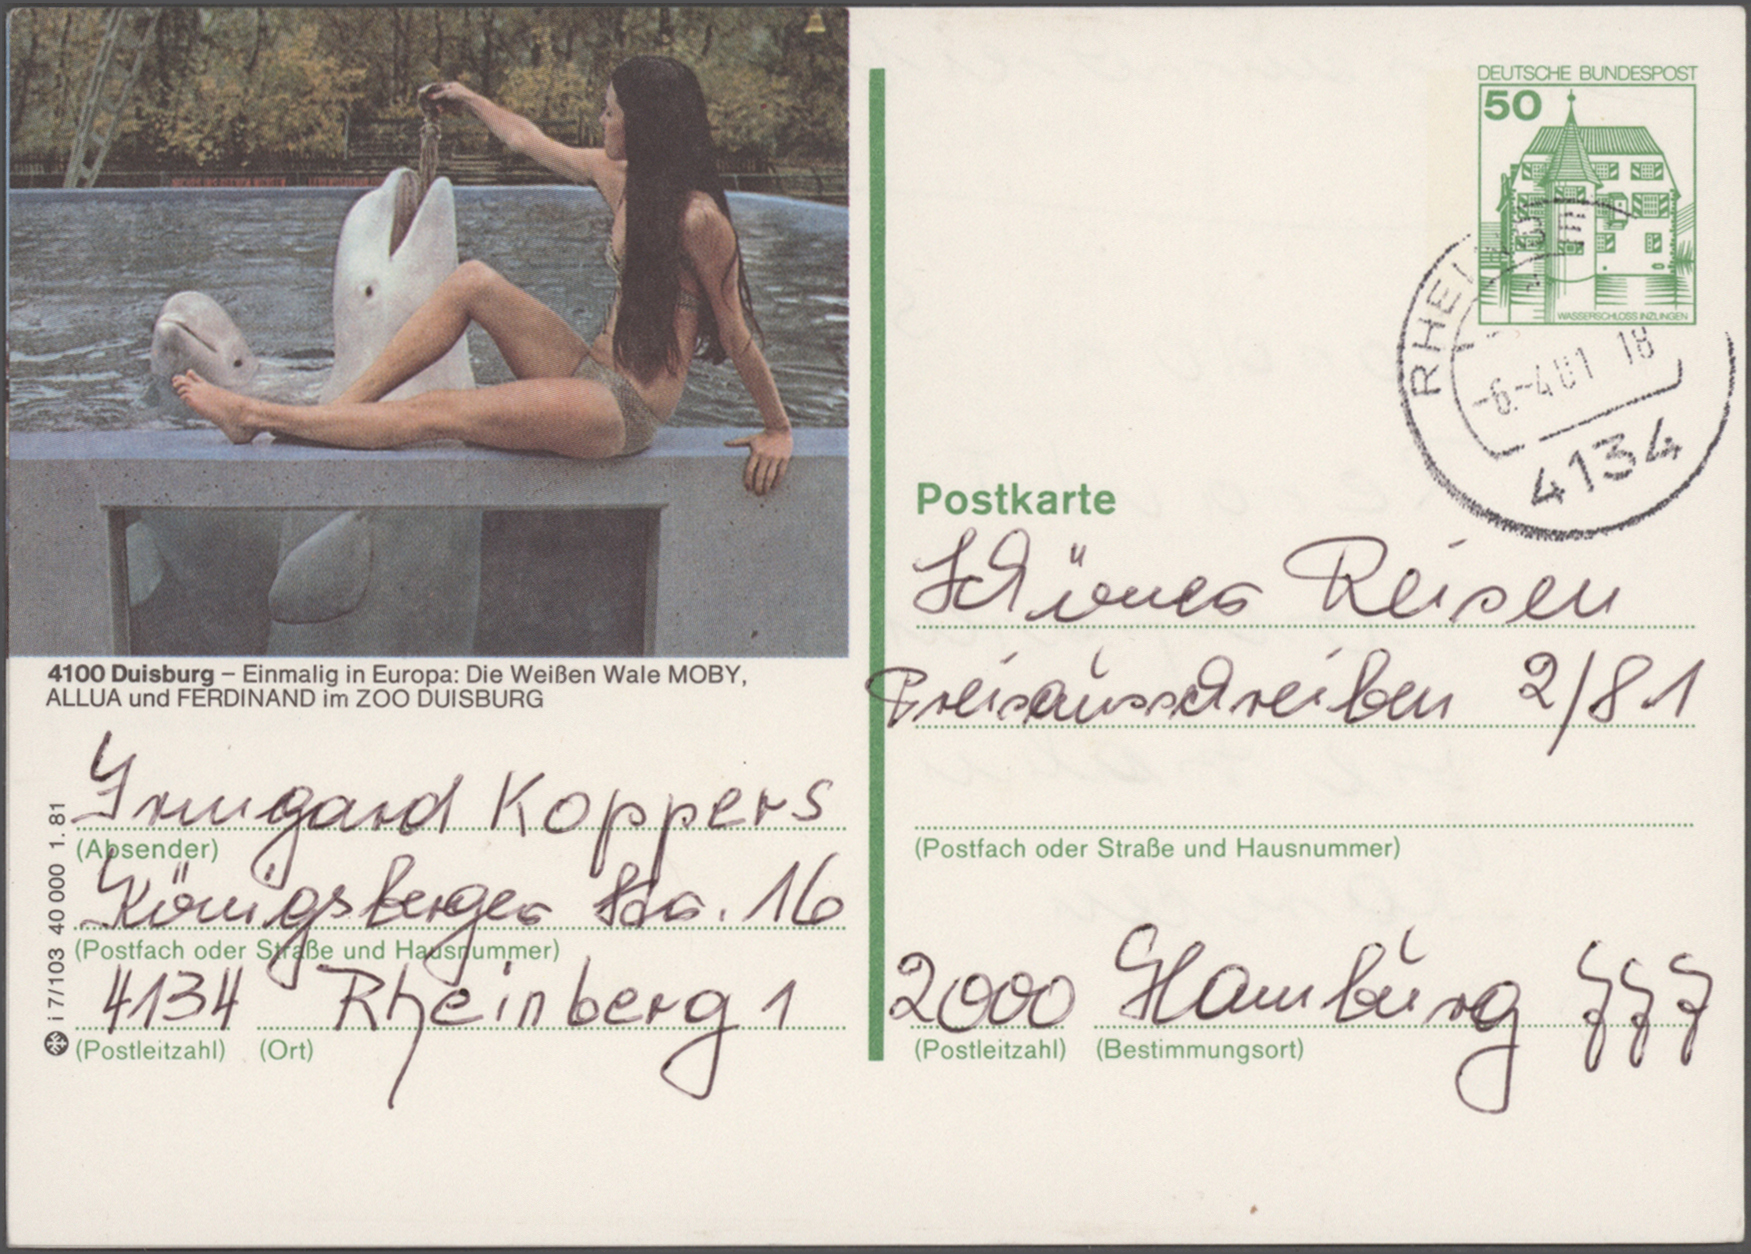 DEUTSCHE BUNDESPOST
50
WASSERSCHLOSS INZLINGEN
-6.-4.81 18
4134
4100 Duisburg – Einmalig in Europa: Die Weißen Wale MOBY,
ALLUA und FERDINAND im ZOO DUISBURG
Irmgard Koppers
(Absender)
Königsberger Str. 16
(Postfach oder Straße und Hausnummer)
4134 Rheinberg 1
(Postleitzahl) (Ort)
i 7/103 40 000 1. 81
Postkarte
Schöner Reisen
Preisausschreiben 2/81
(Postfach oder Straße und Hausnummer)
2000 Hamburg 777
(Postleitzahl) (Bestimmungsort)